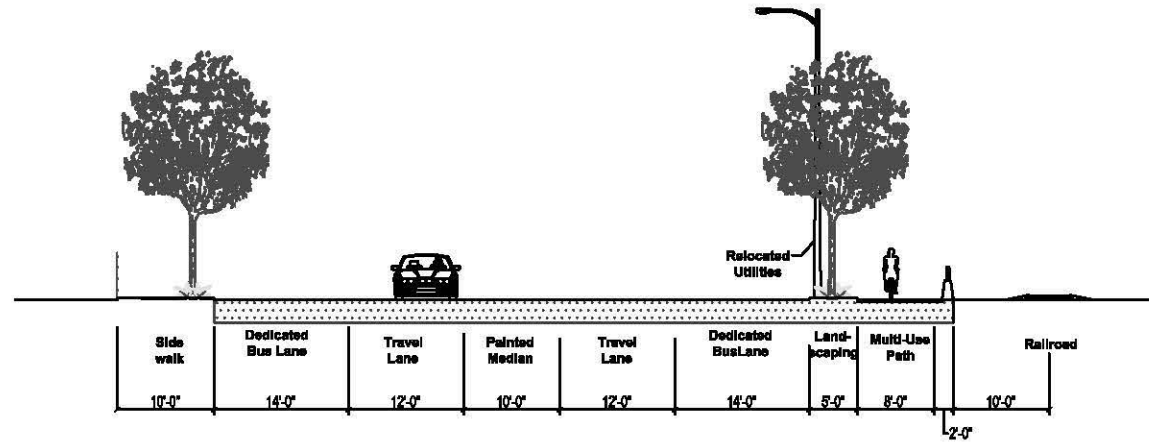 Relocated
Utilities
Side
walk
Dedicated
Bus Lane
Travel
Lane
Painted
Median
Travel
Lane
Dedicated
BusLane
Land-
scaping
Multi-Use
Path
Railroad
10'-0"
14'-0"
12'-0"
10'-0"
12'-0"
14'-0"
5'-0"
8'-0"
10'-0"
2'-0"